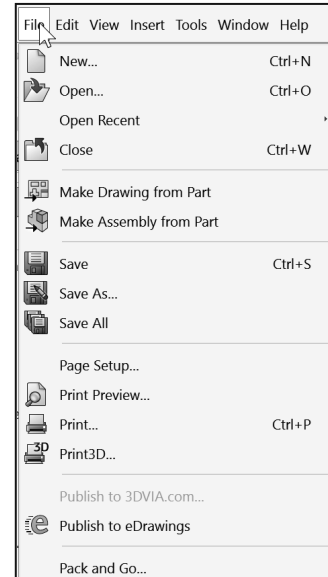 File Edit View Insert Tools Window Help
New... Ctrl+N
Open... Ctrl+O
Open Recent
Close Ctrl+W
Make Drawing from Part
Make Assembly from Part
Save Ctrl+S
Save As...
Save All
Page Setup...
Print Preview...
Print... Ctrl+P
3D Print3D...
Publish to 3DVIA.com...
Publish to eDrawings
Pack and Go...